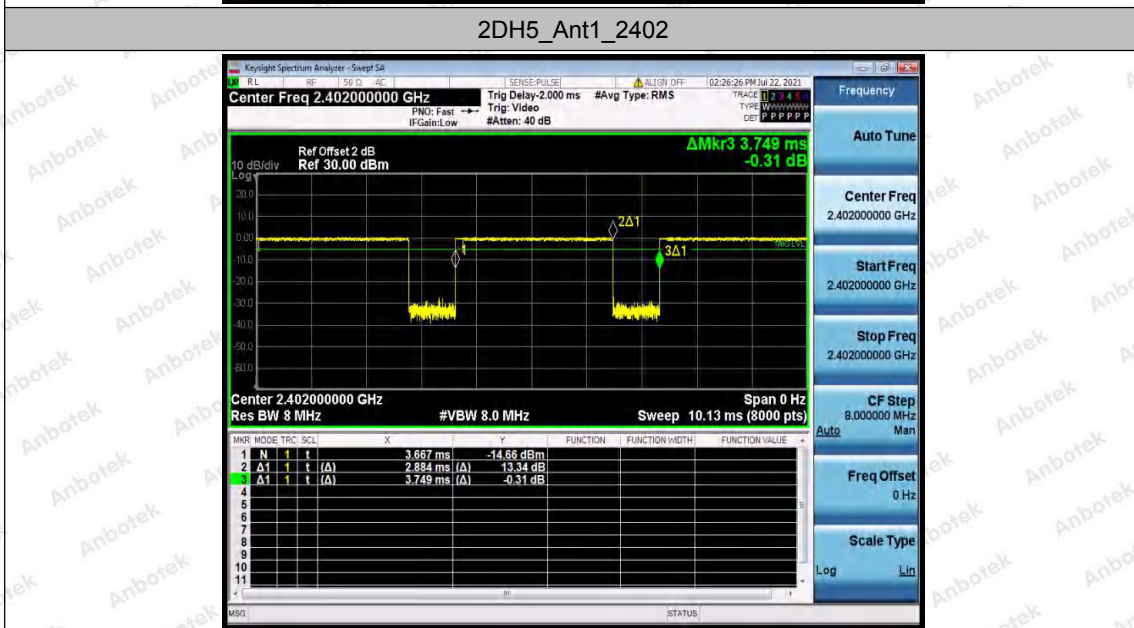 2DH5_Ant1_2402
Keysight Spectrum Analyzer - Swept SA
RL RF 50 Ω AC SENSE:PULSE ALIGN OFF 02:26:26 PM Jul 22, 2021
Center Freq 2.402000000 GHz
PNO: Fast
IFGain:Low
Trig Delay-2.000 ms
Trig: Video
#Atten: 40 dB
#Avg Type: RMS
TRACE 1 2 3 4 5 6
TYPE WWWWWW
DET P P P P P P
ΔMkr3 3.749 ms
-0.31 dB
Ref Offset 2 dB
10 dB/div Ref 30.00 dBm
Log
20.0
10.0
0.00
-10.0
-20.0
-30.0
-40.0
-50.0
-60.0
1
2Δ1
3Δ1
TRIG LVL
Center 2.402000000 GHz Span 0 Hz
Res BW 8 MHz #VBW 8.0 MHz Sweep 10.13 ms (8000 pts)
MKR MODE TRC SCL X Y FUNCTION FUNCTION WIDTH FUNCTION VALUE
1 N 1 t 3.667 ms -14.66 dBm
2 Δ1 1 t (Δ) 2.884 ms (Δ) 13.34 dB
3 Δ1 1 t (Δ) 3.749 ms (Δ) -0.31 dB
4
5
6
7
8
9
10
11
MSG STATUS
Frequency
Auto Tune
Center Freq
2.402000000 GHz
Start Freq
2.402000000 GHz
Stop Freq
2.402000000 GHz
CF Step
8.000000 MHz
Auto Man
Freq Offset
0 Hz
Scale Type
Log Lin
Anbotek